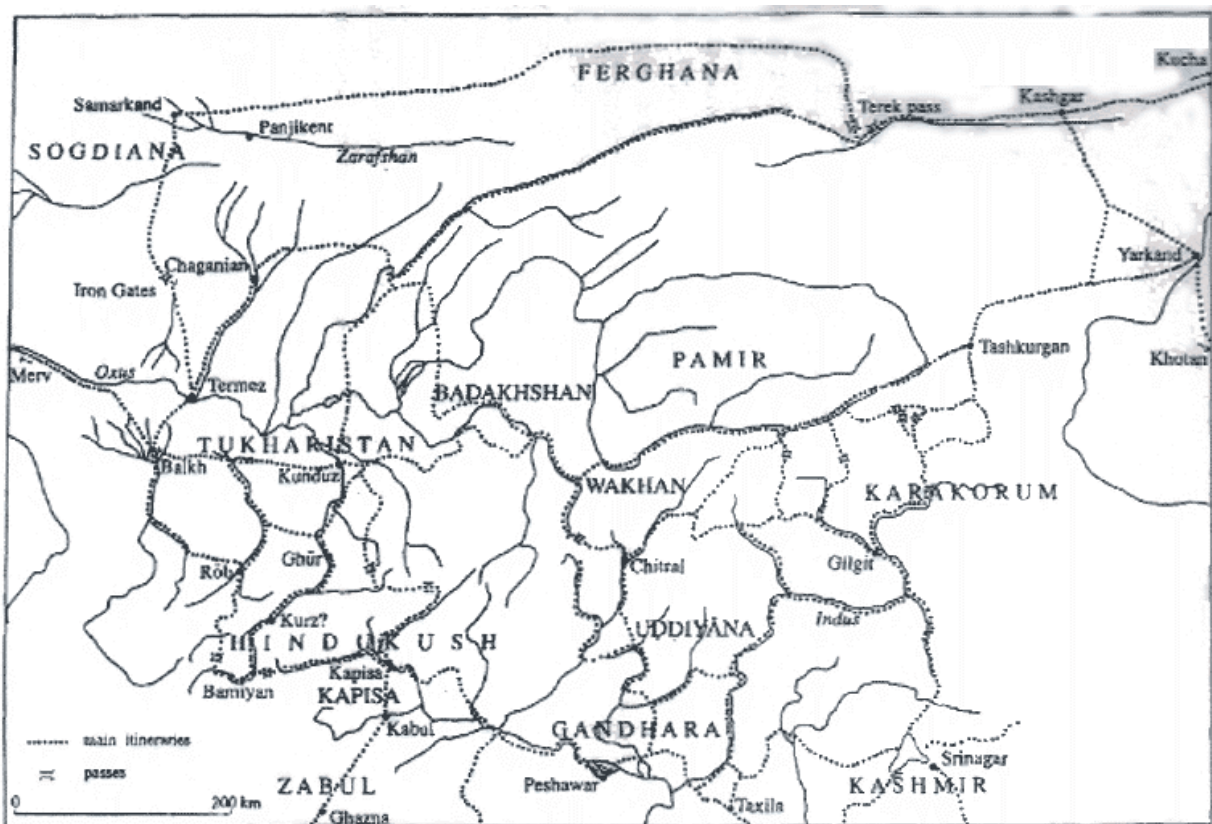 FERGHANA
Kucha
Samarkand
Terek pass
Kashgar
Panjikent
SOGDIANA
Zarafshan
Chaganian
Yarkand
Iron Gates
Tashkurgan
Khotan
PAMIR
Merv
Oxus
Termez
BADAKHSHAN
TUKHARISTAN
Balkh
Kunduz
WAKHAN
KARAKORUM
Rōb
Ghūr
Chitral
Gilgit
Kurz?
Indus
HINDUKUSH
UDDIYĀNA
Kapisa
Bamiyan
KAPISA
Kabul
GANDHARA
main itineraries
passes
Srinagar
ZABUL
Peshawar
KASHMIR
0 200 km
Taxila
Ghazna